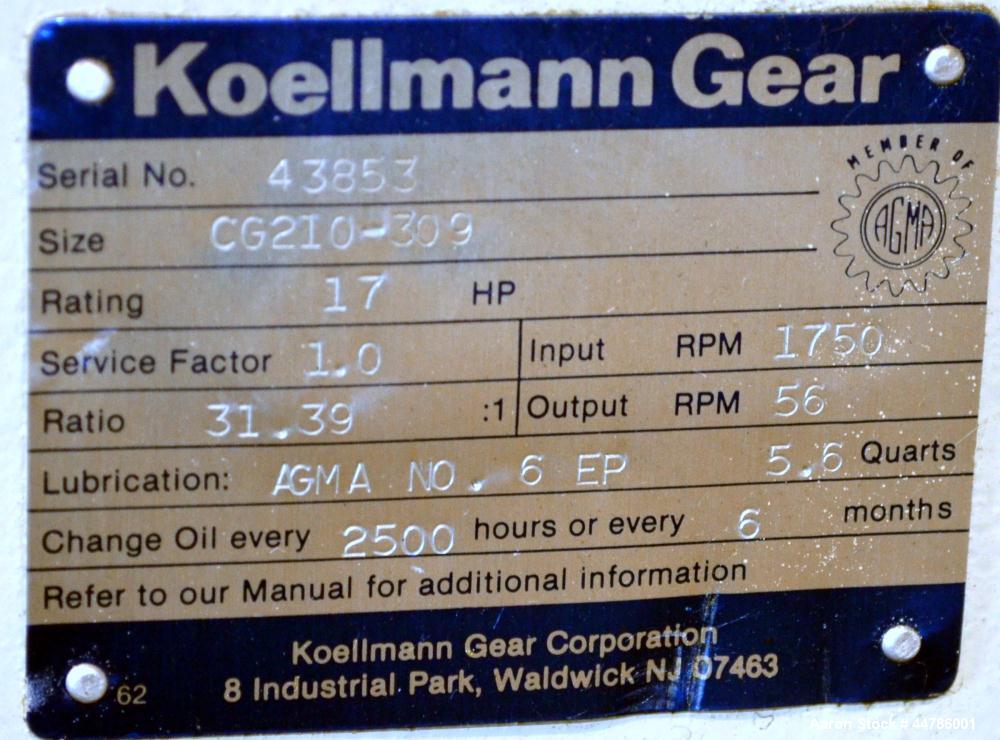 Koellmann Gear
MEMBER OF
AGMA
Serial No. 43853
Size CG210-309
Rating 17 HP
Service Factor 1.0 Input RPM 1750
Ratio 31.39 :1 Output RPM 56
Lubrication: AGMA NO. 6 EP 5.6 Quarts
Change Oil every 2500 hours or every 6 months
Refer to our Manual for additional information
Koellmann Gear Corporation
8 Industrial Park, Waldwick NJ 07463
62
Aaron Stock # 44786001